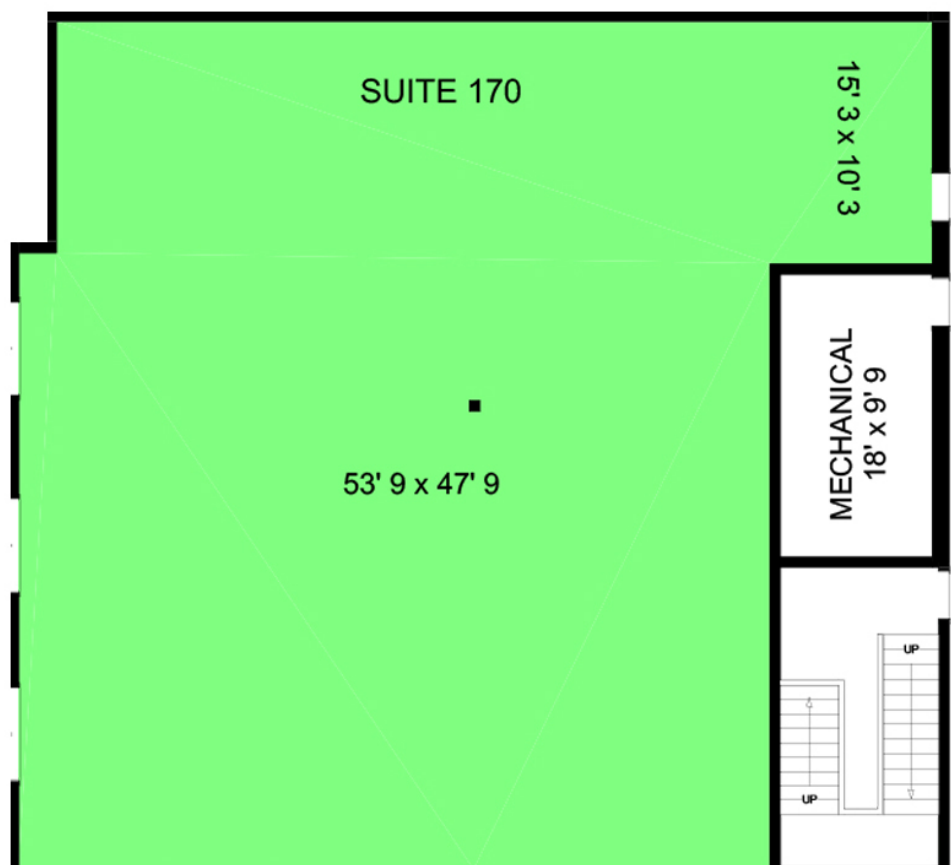 SUITE 170
15' 3 x 10' 3
MECHANICAL
18' x 9' 9
53' 9 x 47' 9
UP
UP